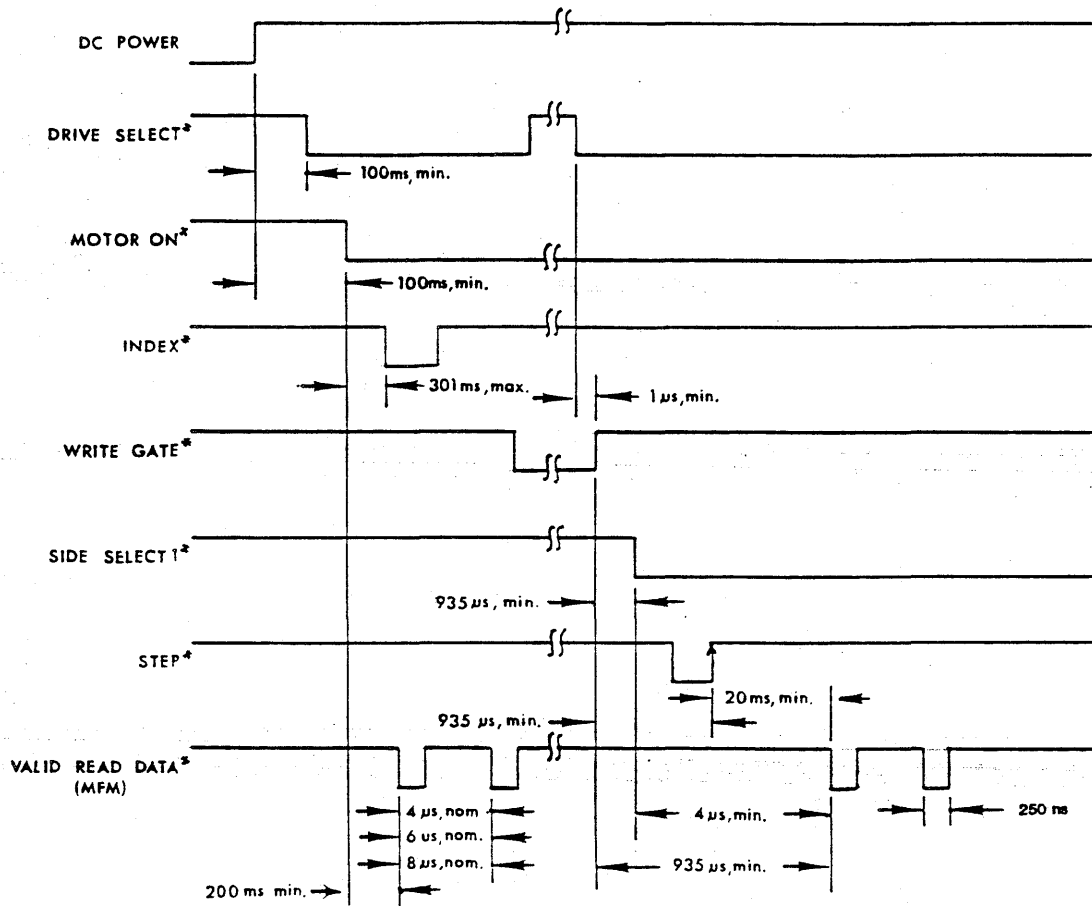 DC POWER
DRIVE SELECT*
100ms, min.
MOTOR ON*
100ms, min.
INDEX*
301ms, max.
1 µs, min.
WRITE GATE*
SIDE SELECT 1*
935 µs, min.
STEP*
20ms, min.
935 µs, min.
VALID READ DATA*
(MFM)
4 µs, nom
4 µs, min.
250 ns
6 us, nom.
8 µs, nom.
935 µs, min.
200 ms min.